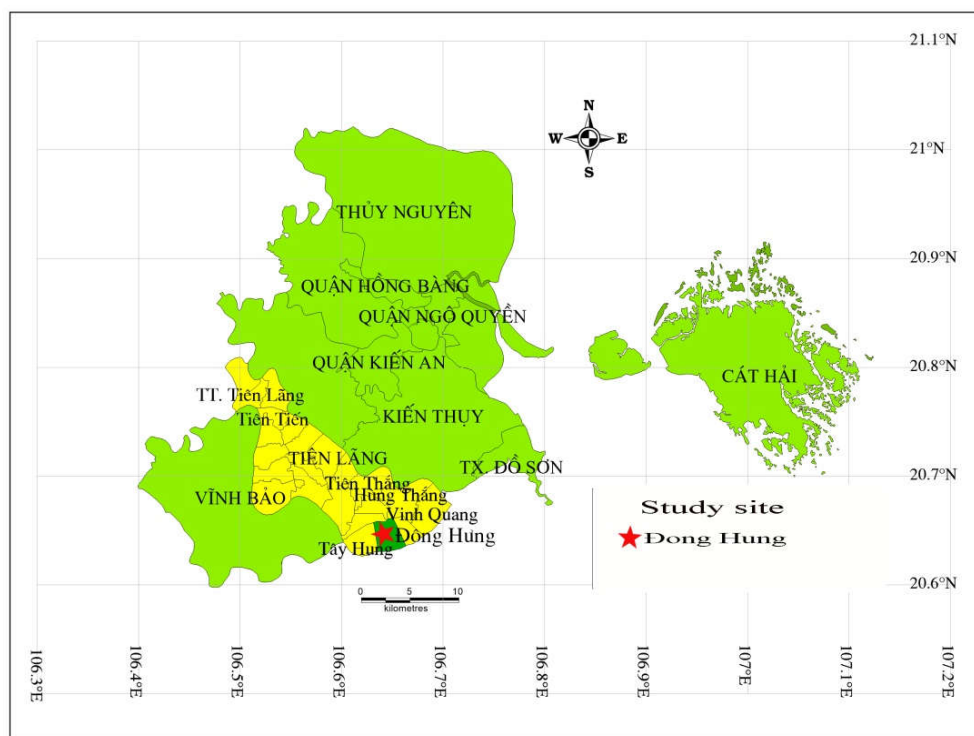 21.1°N
N
W E
S
21°N
THỦY NGUYÊN
20.9°N
QUẬN HỒNG BÀNG
QUẬN NGÔ QUYỀN
QUẬN KIẾN AN
20.8°N
CÁT HẢI
TT. Tiên Lãng
Tiên Tiến
KIẾN THỤY
TIÊN LÃNG
TX. ĐỒ SƠN
20.7°N
VĨNH BẢO
Tiên Thắng
Hùng Thắng
Vinh Quang
Study site
Đông Hưng
Đong Hung
Tây Hung
20.6°N
0 5 10
kilometres
106.3°E
106.4°E
106.5°E
106.6°E
106.7°E
106.8°E
106.9°E
107°E
107.1°E
107.2°E